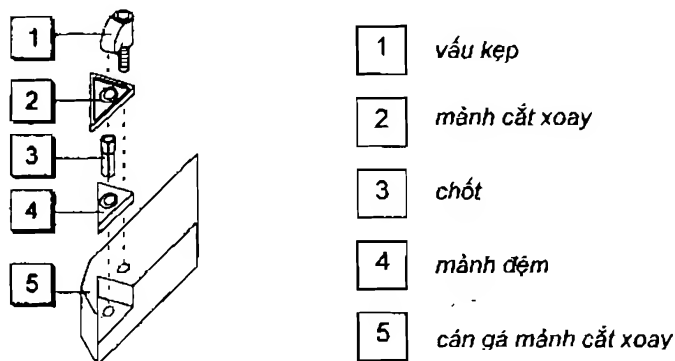 1
2
3
4
5
1 vấu kẹp
2 mảnh cắt xoay
3 chốt
4 mảnh đệm
5 cán gá mảnh cắt xoay